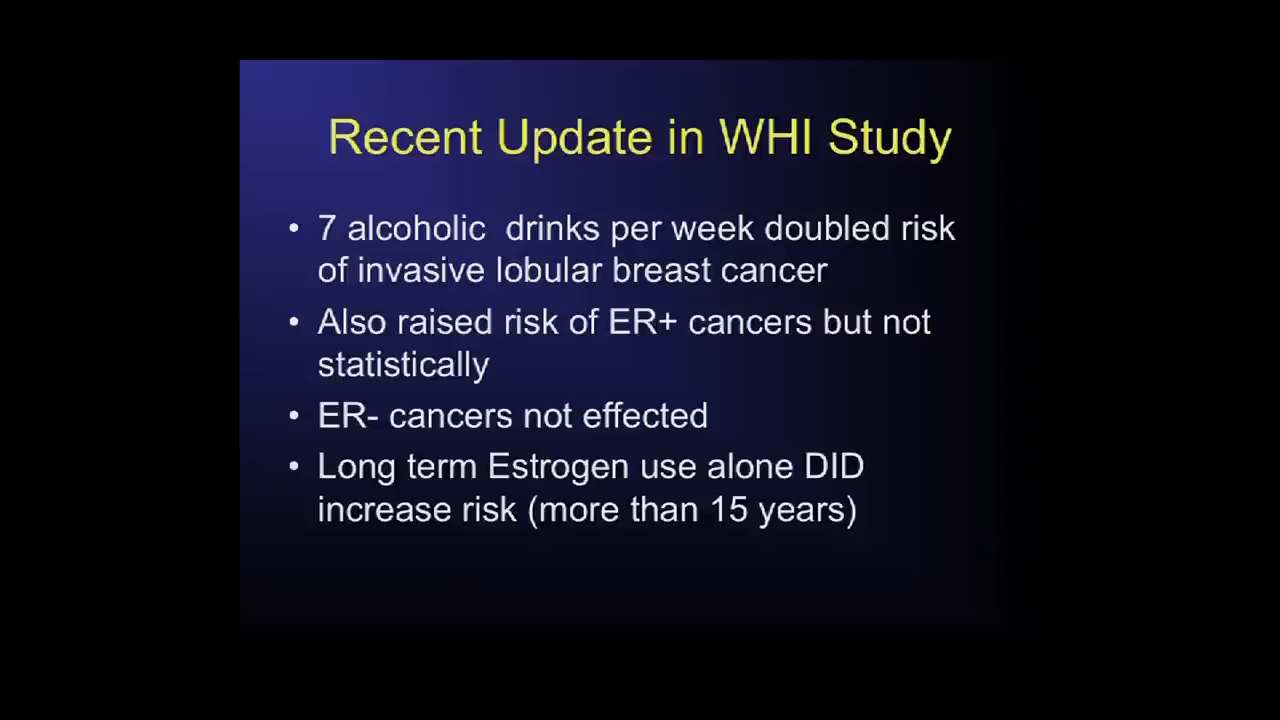 Recent Update in WHI Study
• 7 alcoholic  drinks per week doubled risk
of invasive lobular breast cancer
• Also raised risk of ER+ cancers but not
statistically
• ER- cancers not effected
• Long term Estrogen use alone DID
increase risk (more than 15 years)